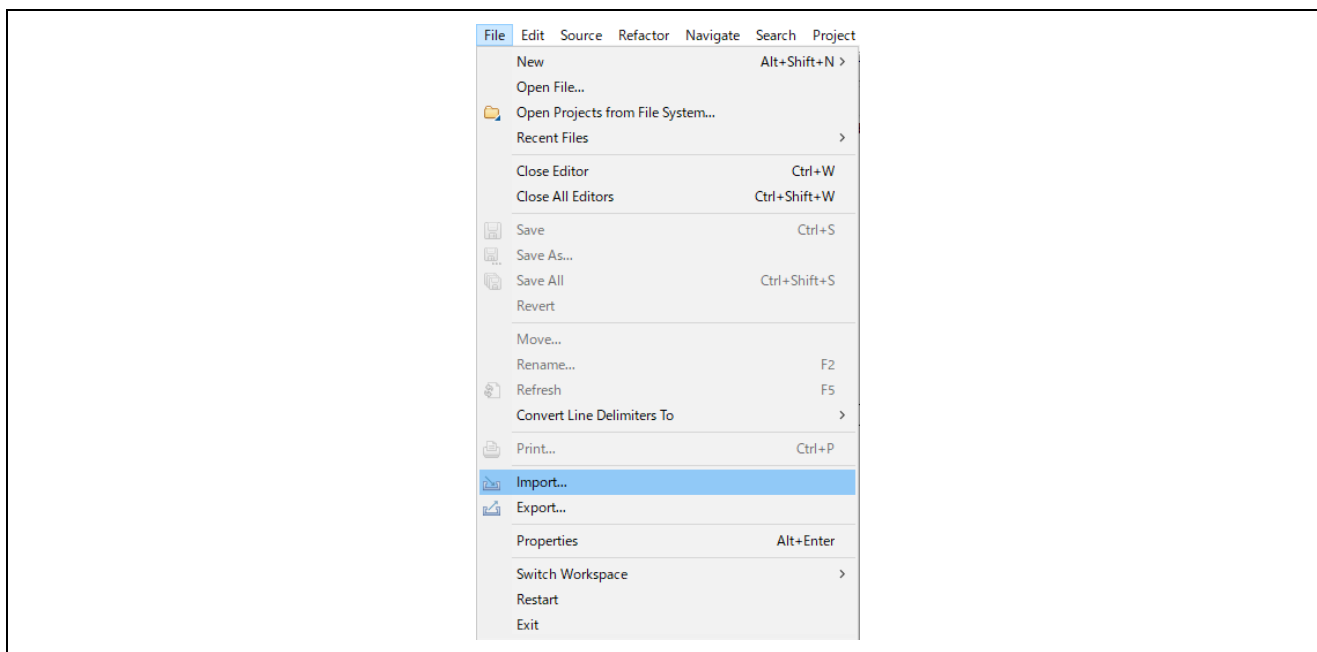 File Edit Source Refactor Navigate Search Project
New Alt+Shift+N >
Open File...
Open Projects from File System...
Recent Files >
Close Editor Ctrl+W
Close All Editors Ctrl+Shift+W
Save Ctrl+S
Save As...
Save All Ctrl+Shift+S
Revert
Move...
Rename... F2
Refresh F5
Convert Line Delimiters To >
Print... Ctrl+P
Import...
Export...
Properties Alt+Enter
Switch Workspace >
Restart
Exit